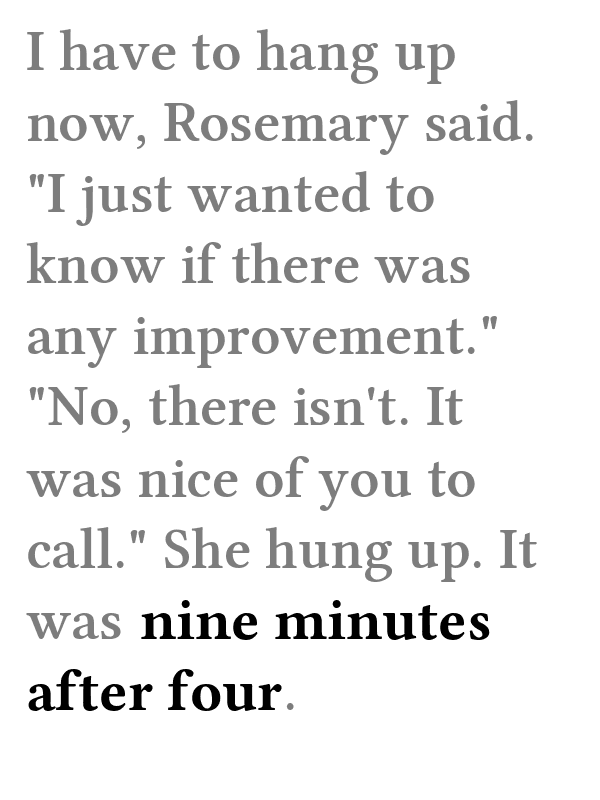 I have to hang up
now, Rosemary said.
"I just wanted to
know if there was
any improvement."
"No, there isn't. It
was nice of you to
call." She hung up. It
was nine minutes
after four.